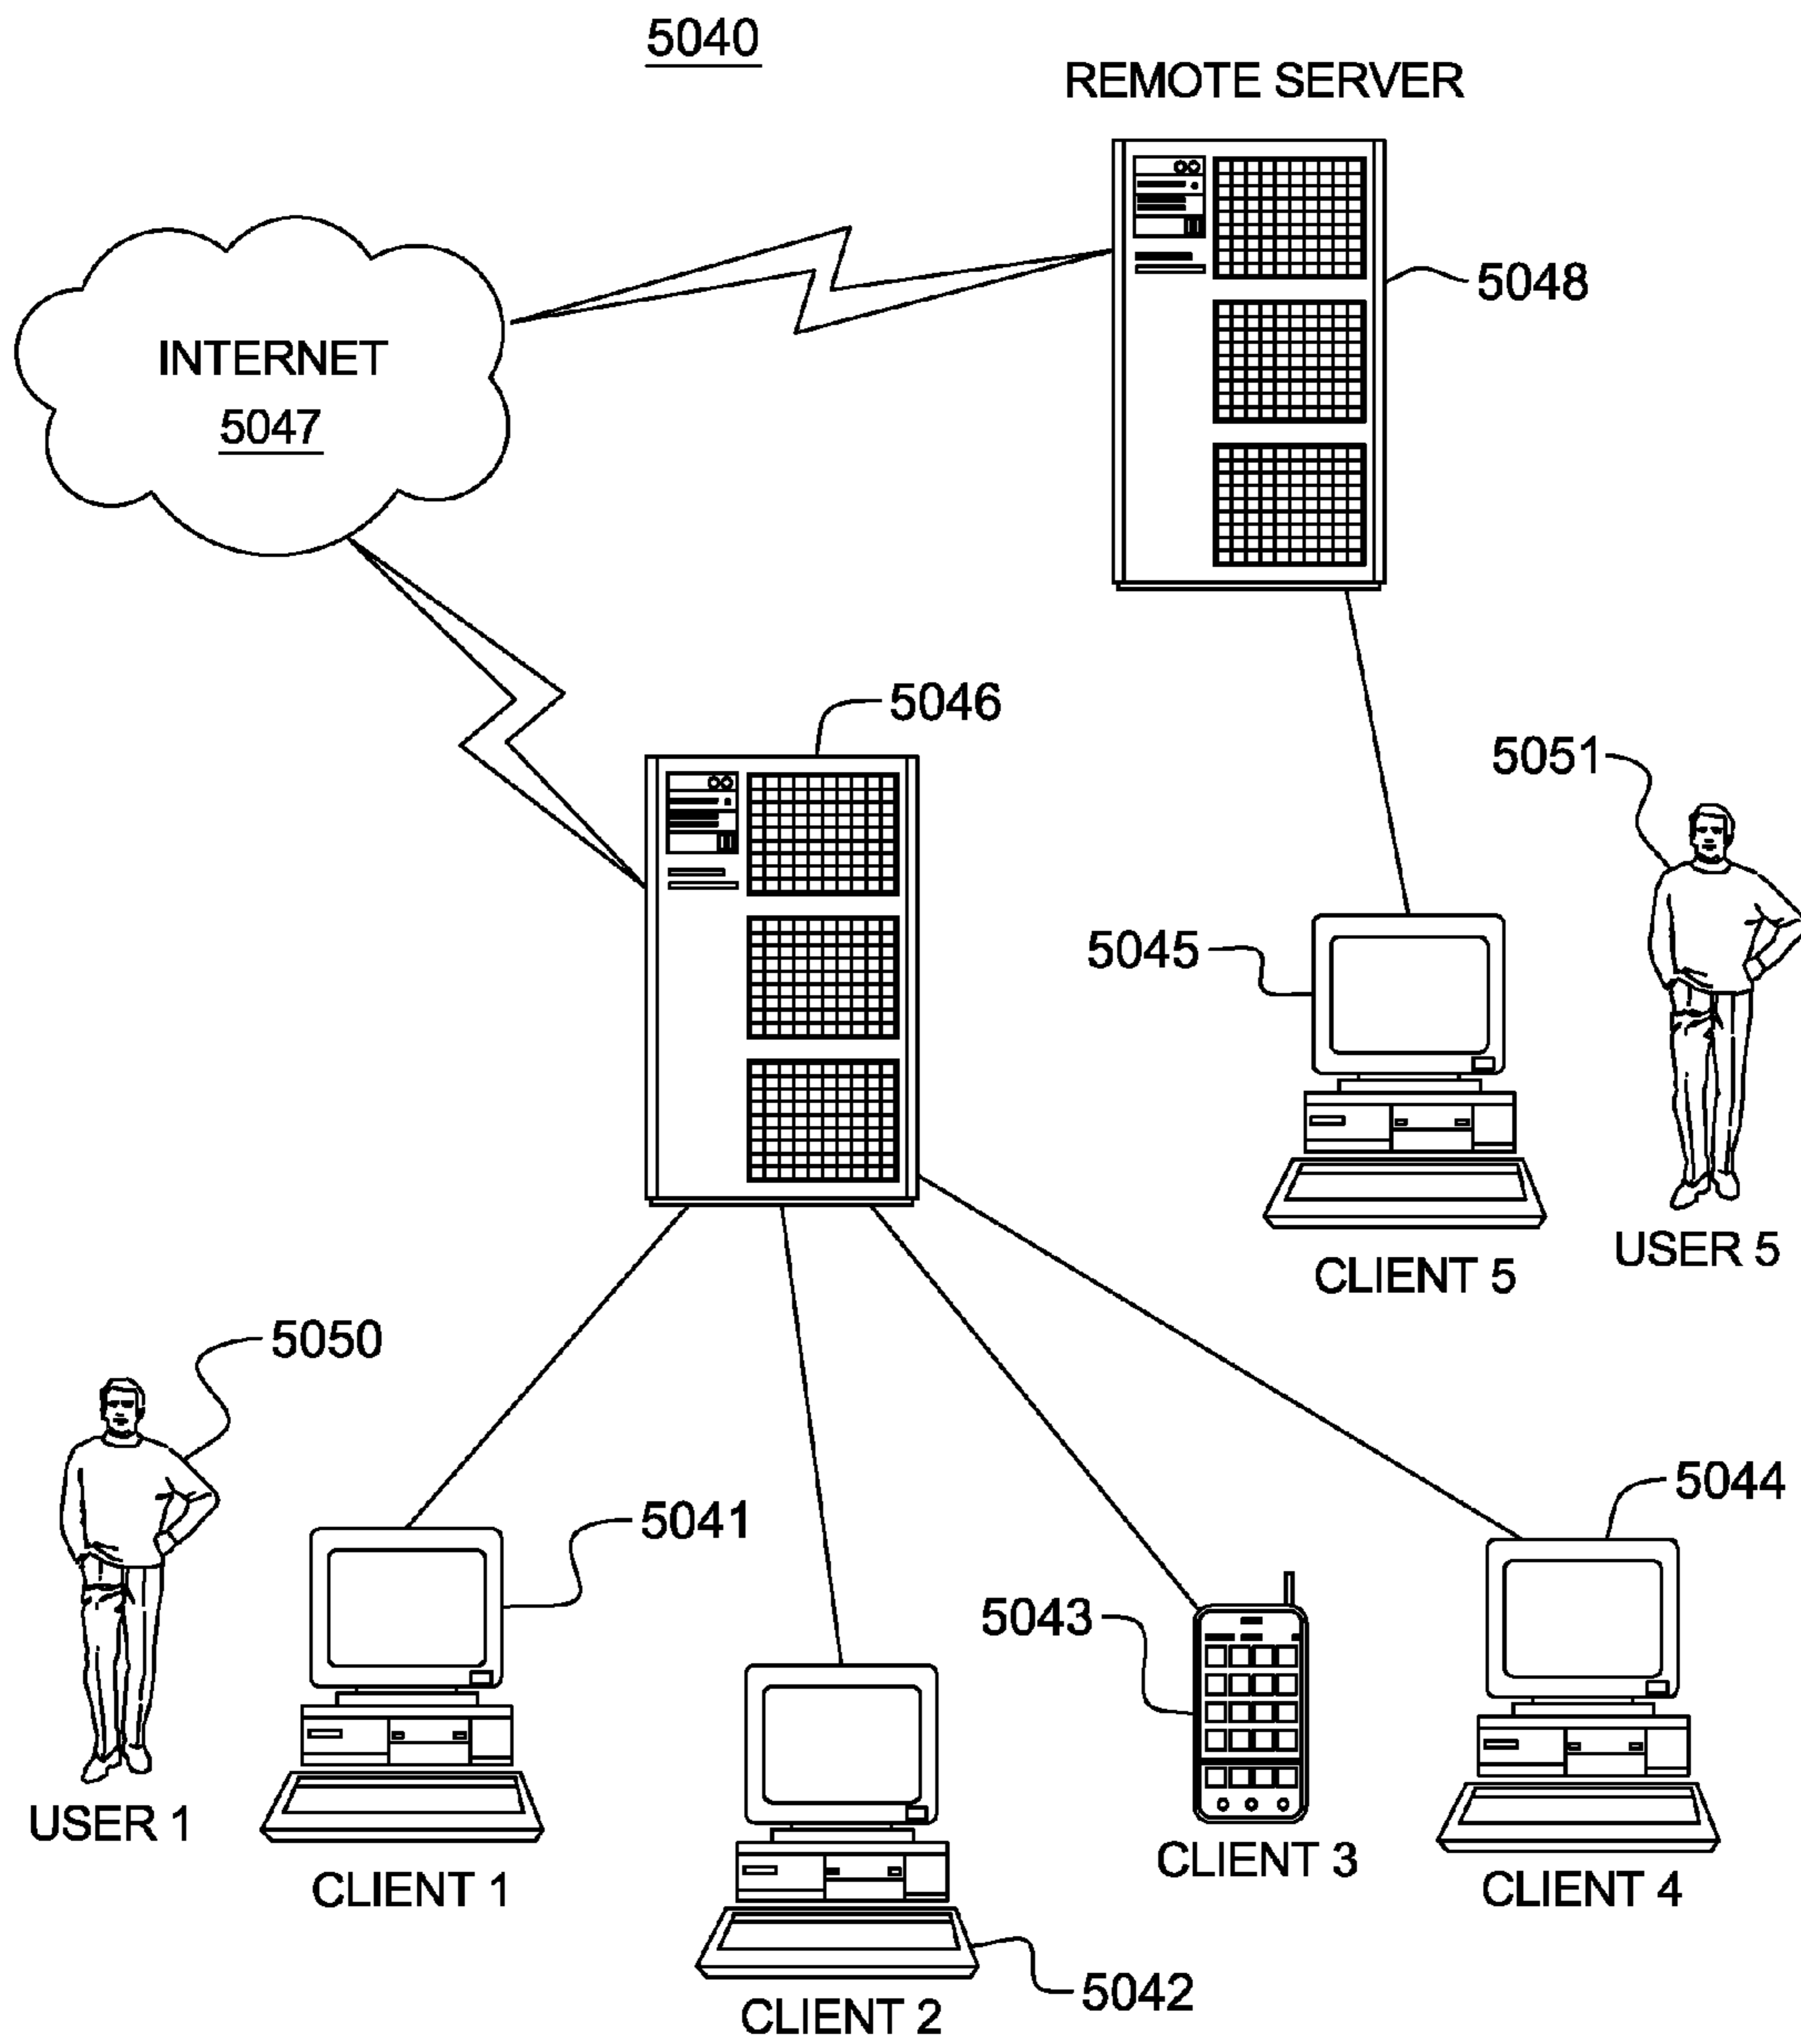 5040
REMOTE SERVER
5048
INTERNET
5047
5046
5051
5045
USER 5
CLIENT 5
5050
5044
5041
5043
USER 1
CLIENT 3
CLIENT 1
CLIENT 4
5042
CLIENT 2